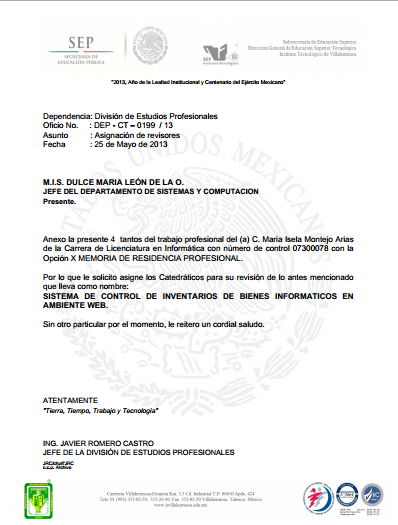 SEP
SECRETARÍA DE
EDUCACIÓN PÚBLICA
SEP
Subsecretaría de Educación Superior
Dirección General de Educación Superior Tecnológica
Instituto Tecnológico de Villahermosa
"2013, Año de la Lealtad Institucional y Centenario del Ejército Mexicano"
Dependencia: División de Estudios Profesionales
Oficio No. : DEP - CT – 0199 / 13
Asunto : Asignación de revisores
Fecha : 25 de Mayo de 2013
ESTADOS UNIDOS MEXICANOS
M.I.S. DULCE MARIA LEÓN DE LA O.
JEFE DEL DEPARTAMENTO DE SISTEMAS Y COMPUTACION
Presente.
Anexo la presente 4 tantos del trabajo profesional del (a) C. Maria Isela Montejo Arias
de la Carrera de Licenciatura en Informática con número de control 07300078 con la
Opción X MEMORIA DE RESIDENCIA PROFESIONAL.
Por lo que le solicito asigne los Catedráticos para su revisión de lo antes mencionado
que lleva como nombre:
SISTEMA DE CONTROL DE INVENTARIOS DE BIENES INFORMATICOS EN
AMBIENTE WEB.
Sin otro particular por el momento, le reitero un cordial saludo.
ATENTAMENTE
"Tierra, Tiempo, Trabajo y Tecnología"
ING. JAVIER ROMERO CASTRO
JEFE DE LA DIVISIÓN DE ESTUDIOS PROFESIONALES
c.c.p. Archivo
Carretera Villahermosa-Frontera Km. 3.5 Cd. Industrial C.P. 86010 Apdo. 424
Tels. 01 (993) 353-02-59, 353-26-49, Fax 353-02-50 Villahermosa, Tabasco, México
www.itvillahermosa.edu.mx